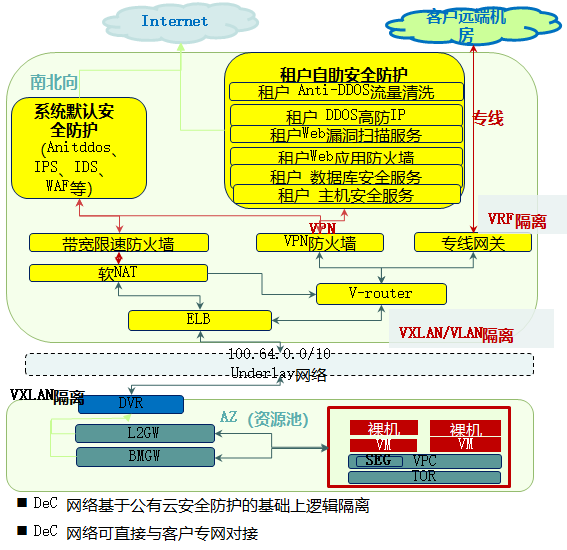 Internet
客户远端机
房
南北向
租户自助安全防护
租户 Anti-DDOS流量清洗
租户 DDOS高防IP
租户Web漏洞扫描服务
租户Web应用防火墙
租户 数据库安全服务
租户 主机安全服务
系统默认安
全防护
(Anitddos、
IPS、IDS、
WAF等)
专线
VRF隔离
VPN
带宽限速防火墙
VPN防火墙
专线网关
软NAT
V-router
ELB
VXLAN/VLAN隔离
100.64.0.0/10
Underlay网络
VXLAN隔离
DVR
AZ（资源池）
L2GW
BMGW
裸机
裸机
VM
VM
SEG
VPC
TOR
■ DeC 网络基于公有云安全防护的基础上逻辑隔离
■ DeC 网络可直接与客户专网对接